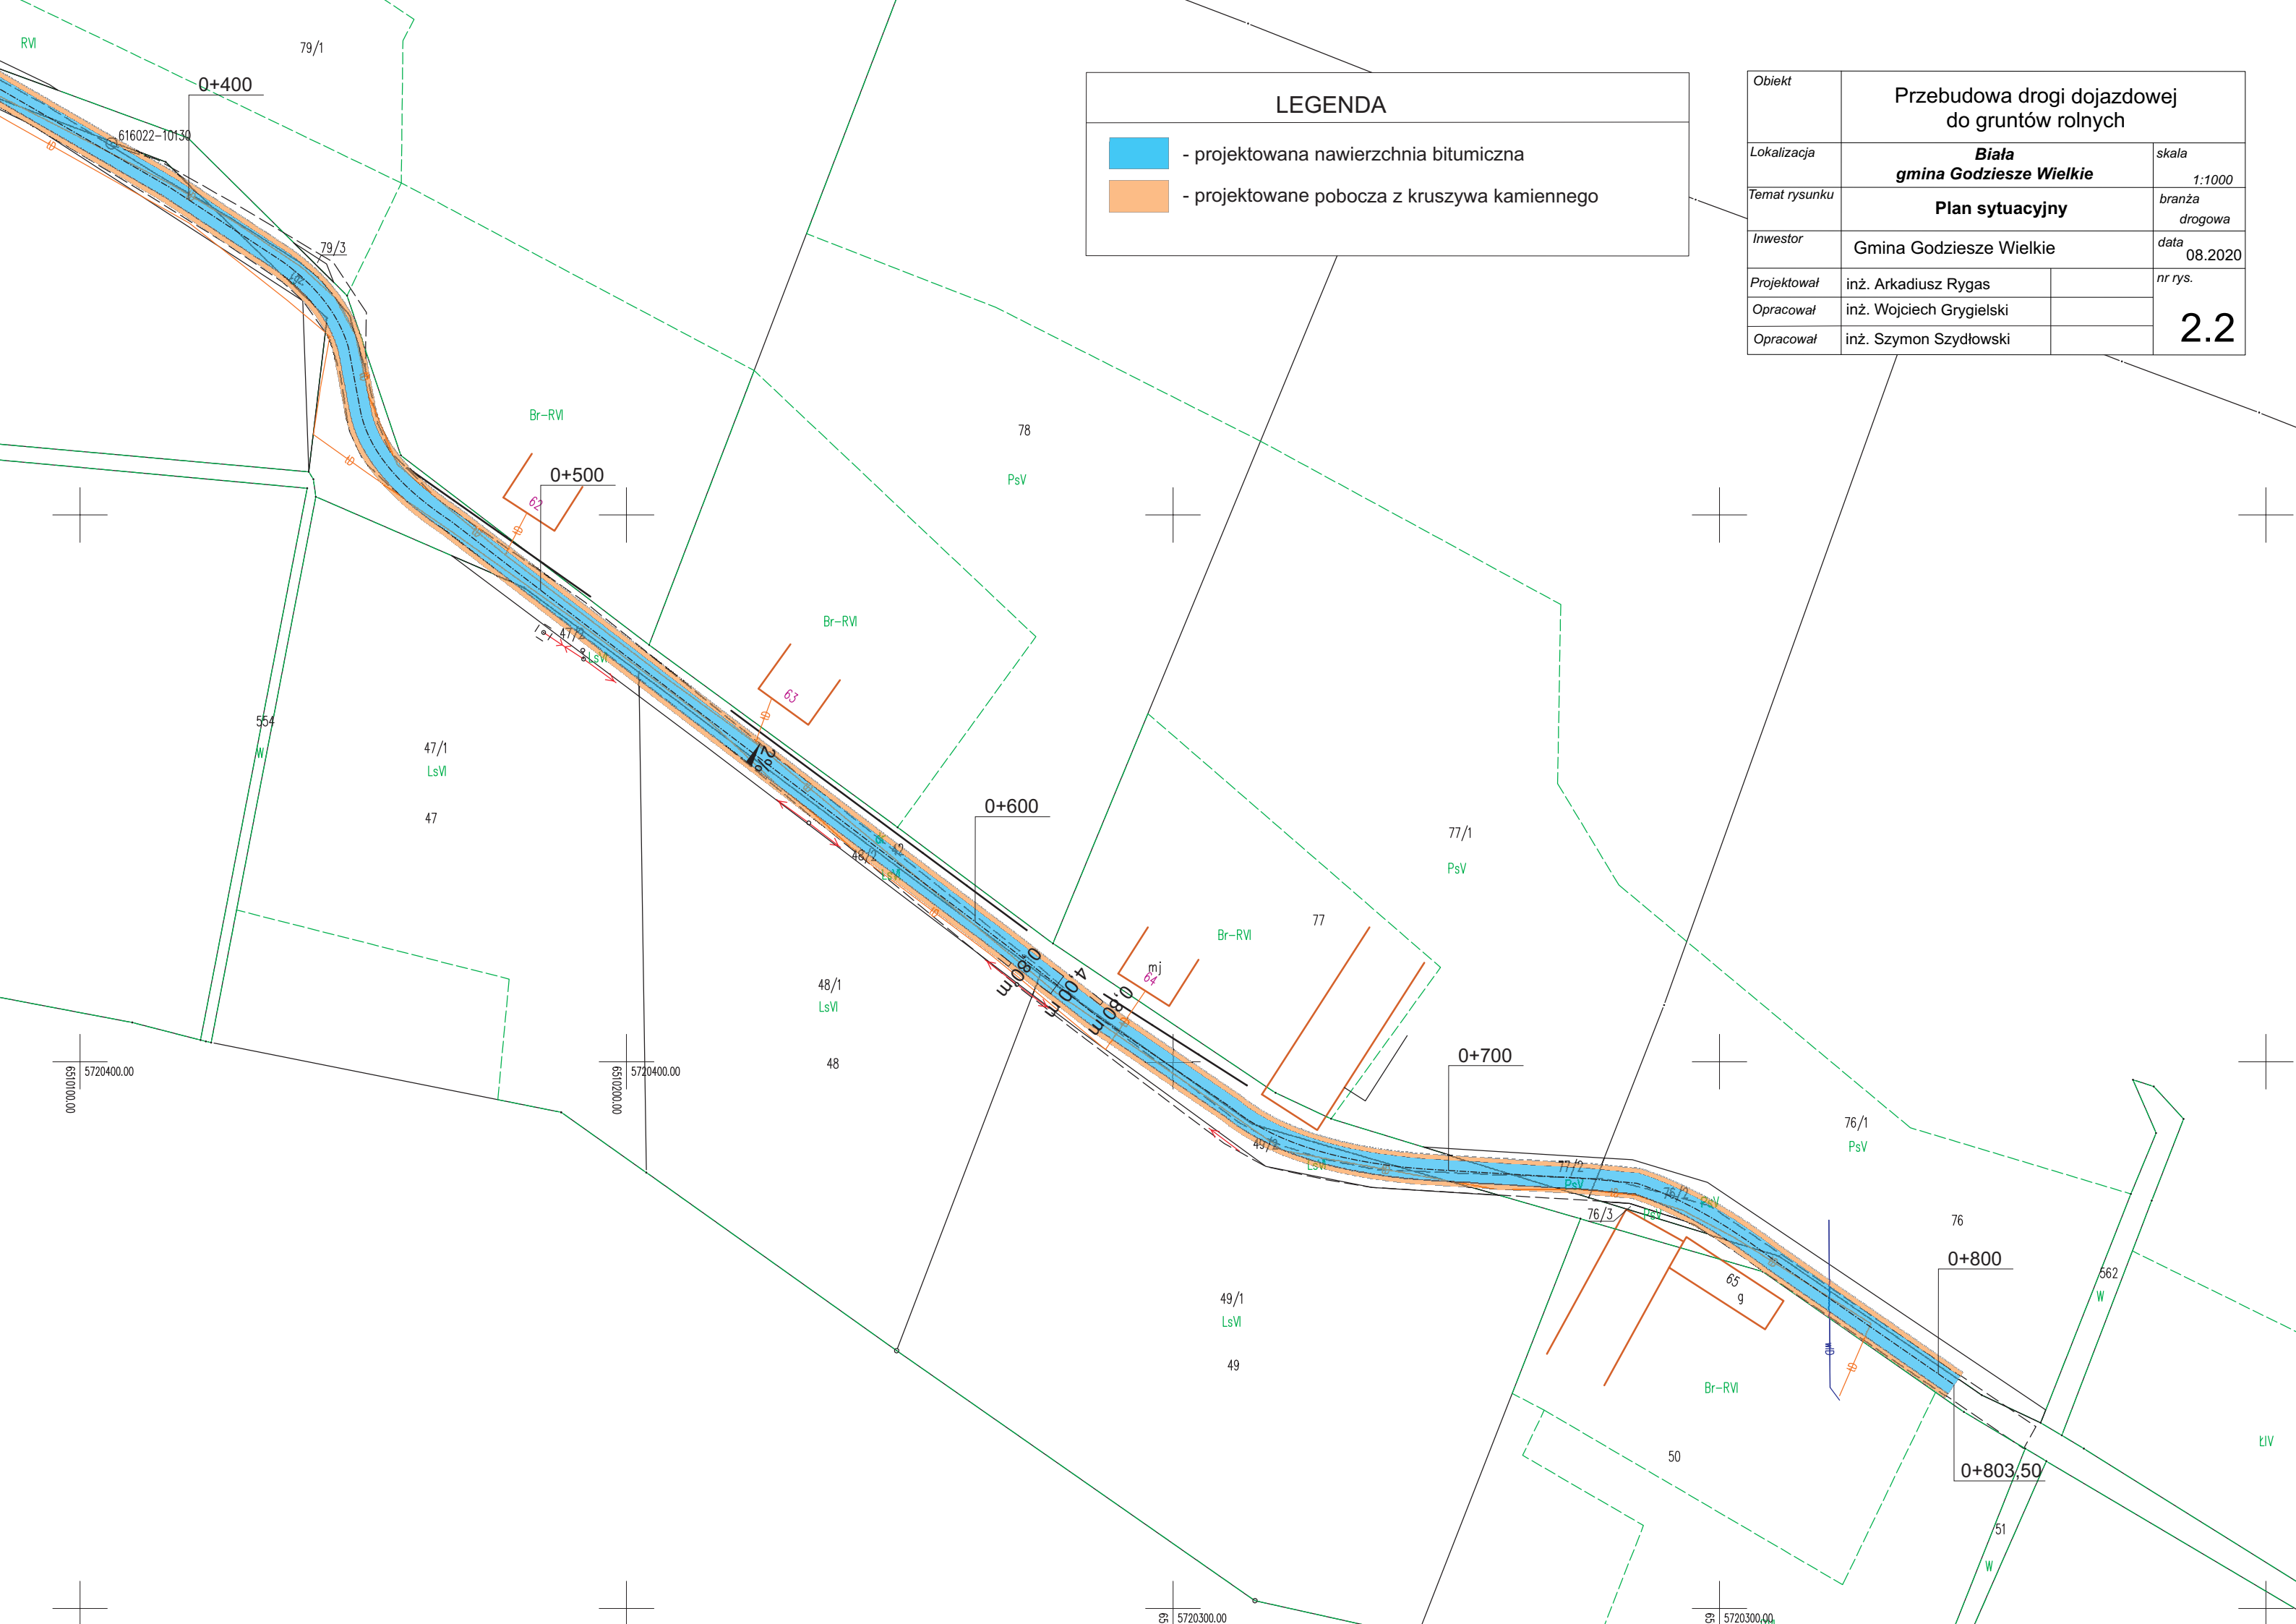 LEGENDA
- projektowana nawierzchnia bitumiczna
- projektowane pobocza z kruszywa kamiennego
Obiekt
Przebudowa drogi dojazdowej
do gruntów rolnych
Lokalizacja
Biała
gmina Godziesze Wielkie
skala
1:1000
Temat rysunku
Plan sytuacyjny
branża
drogowa
Inwestor
Gmina Godziesze Wielkie
data
08.2020
Projektował
inż. Arkadiusz Rygas
nr rys.
2.2
Opracował
inż. Wojciech Grygielski
Opracował
inż. Szymon Szydłowski
RVI
79/1
0+400
616022-10130
79/3
Br-RVI
0+500
62
78
PsV
47/2
LsVI
Br-RVI
63
2%
554
W
47/1
LsVI
47
0+600
42
48/2
LsVI
77/1
PsV
77
Br-RVI
mj
64
0,80m
4,00 m
0,80m
48/1
LsVI
48
5720400.00
6510100.00
5720400.00
6510200.00
0+700
49/2
LsVI
77/2
PsV
76/2
PsV
76/3
PsV
76/1
PsV
76
0+800
562
W
65
g
wD
49/1
LsVI
49
Br-RVI
50
0+803,50
ŁIV
51
W
5720300.00
5720300.00